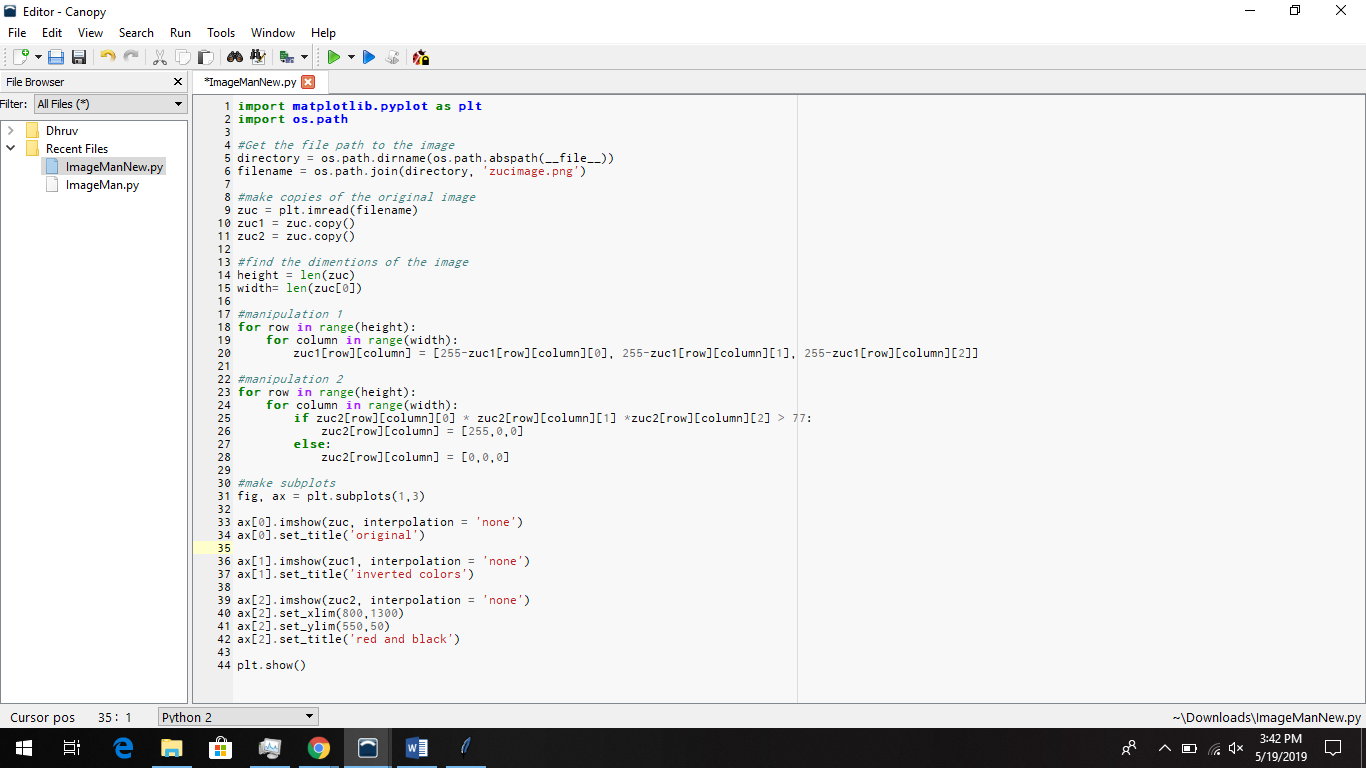 Editor - Canopy
File Edit View Search Run Tools Window Help
File Browser
*ImageManNew.py
Filter: All Files (*)
Dhruv
Recent Files
ImageManNew.py
ImageMan.py
1 import matplotlib.pyplot as plt
2 import os.path
3
4 #Get the file path to the image
5 directory = os.path.dirname(os.path.abspath(__file__))
6 filename = os.path.join(directory, 'zucimage.png')
7
8 #make copies of the original image
9 zuc = plt.imread(filename)
10 zuc1 = zuc.copy()
11 zuc2 = zuc.copy()
12
13 #find the dimentions of the image
14 height = len(zuc)
15 width= len(zuc[0])
16
17 #manipulation 1
18 for row in range(height):
19     for column in range(width):
20         zuc1[row][column] = [255-zuc1[row][column][0], 255-zuc1[row][column][1], 255-zuc1[row][column][2]]
21
22 #manipulation 2
23 for row in range(height):
24     for column in range(width):
25         if zuc2[row][column][0] * zuc2[row][column][1] *zuc2[row][column][2] > 77:
26             zuc2[row][column] = [255,0,0]
27         else:
28             zuc2[row][column] = [0,0,0]
29
30 #make subplots
31 fig, ax = plt.subplots(1,3)
32
33 ax[0].imshow(zuc, interpolation = 'none')
34 ax[0].set_title('original')
35
36 ax[1].imshow(zuc1, interpolation = 'none')
37 ax[1].set_title('inverted colors')
38
39 ax[2].imshow(zuc2, interpolation = 'none')
40 ax[2].set_xlim(800,1300)
41 ax[2].set_ylim(550,50)
42 ax[2].set_title('red and black')
43
44 plt.show()
Cursor pos 35: 1 Python 2 ~\Downloads\ImageManNew.py
3:42 PM
5/19/2019